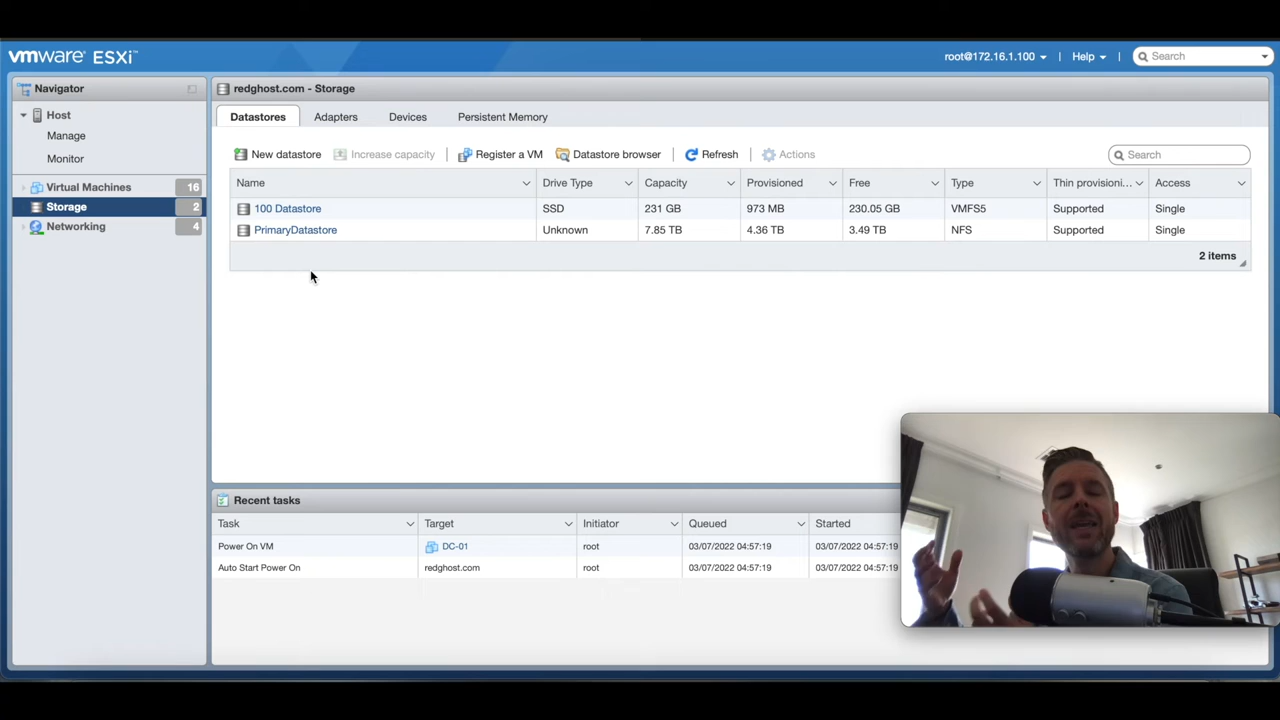 vmware ESXi™
root@172.16.1.100 | Help | Search
Navigator
Host
Manage
Monitor
Virtual Machines 16
Storage 2
Networking 4
redghost.com - Storage
Datastores Adapters Devices Persistent Memory
New datastore Increase capacity | Register a VM Datastore browser | Refresh | Actions Search
Name Drive Type Capacity Provisioned Free Type Thin provisioni... Access
100 Datastore SSD 231 GB 973 MB 230.05 GB VMFS5 Supported Single
PrimaryDatastore Unknown 7.85 TB 4.36 TB 3.49 TB NFS Supported Single
2 items
Recent tasks
Task Target Initiator Queued Started
Power On VM DC-01 root 03/07/2022 04:57:19 03/07/2022 04:57:19
Auto Start Power On redghost.com root 03/07/2022 04:57:19 03/07/2022 04:57:19